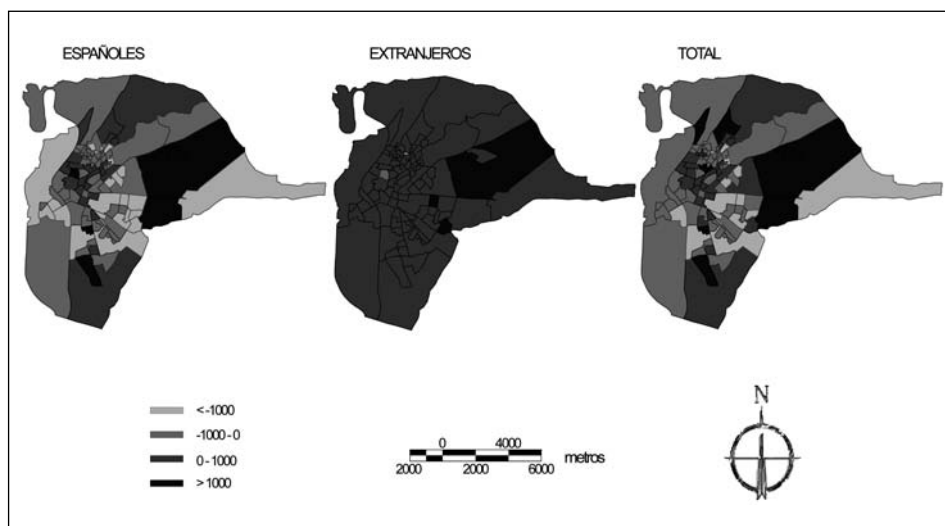 ESPAÑOLES
EXTRANJEROS
TOTAL
< -1000
-1000 - 0
0 - 1000
> 1000
0 4000
metros
2000 2000 6000
N